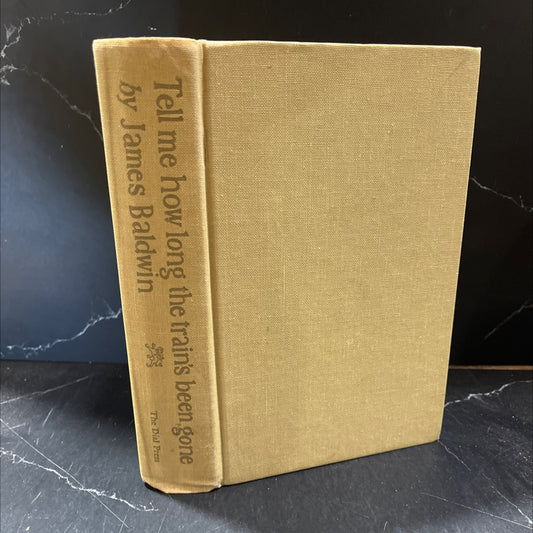 Tell me how long the train's been gone
by James Baldwin
The Dial Press